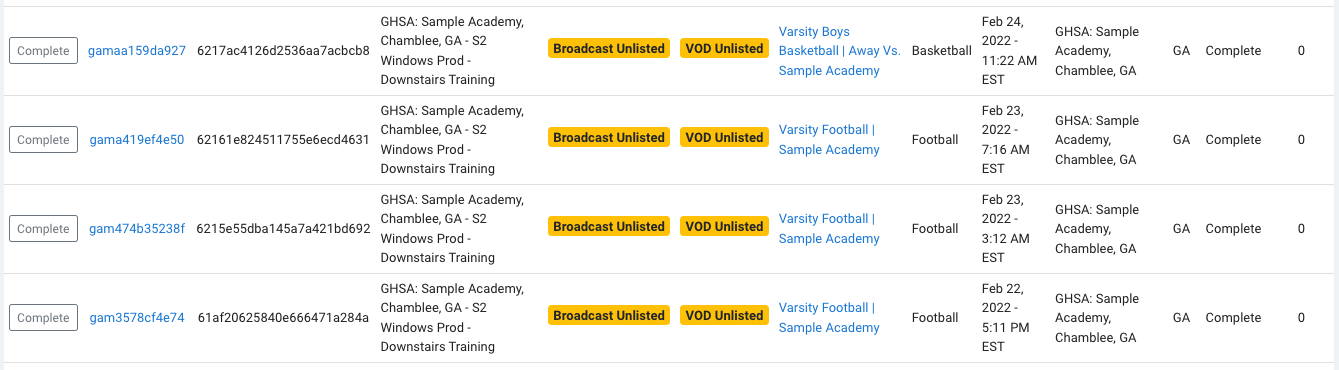 Complete
gamaa159da927
6217ac4126d2536aa7acbcb8
GHSA: Sample Academy,
Chamblee, GA - S2
Windows Prod -
Downstairs Training
Broadcast Unlisted
VOD Unlisted
Varsity Boys
Basketball | Away Vs.
Sample Academy
Basketball
Feb 24,
2022 -
11:22 AM
EST
GHSA: Sample
Academy,
Chamblee, GA
GA
Complete
0
Complete
gama419ef4e50
62161e824511755e6ecd4631
GHSA: Sample Academy,
Chamblee, GA - S2
Windows Prod -
Downstairs Training
Broadcast Unlisted
VOD Unlisted
Varsity Football |
Sample Academy
Football
Feb 23,
2022 -
7:16 AM
EST
GHSA: Sample
Academy,
Chamblee, GA
GA
Complete
0
Complete
gam474b35238f
6215e55dba145a7a421bd692
GHSA: Sample Academy,
Chamblee, GA - S2
Windows Prod -
Downstairs Training
Broadcast Unlisted
VOD Unlisted
Varsity Football |
Sample Academy
Football
Feb 23,
2022 -
3:12 AM
EST
GHSA: Sample
Academy,
Chamblee, GA
GA
Complete
0
Complete
gam3578cf4e74
61af20625840e666471a284a
GHSA: Sample Academy,
Chamblee, GA - S2
Windows Prod -
Downstairs Training
Broadcast Unlisted
VOD Unlisted
Varsity Football |
Sample Academy
Football
Feb 22,
2022 -
5:11 PM
EST
GHSA: Sample
Academy,
Chamblee, GA
GA
Complete
0